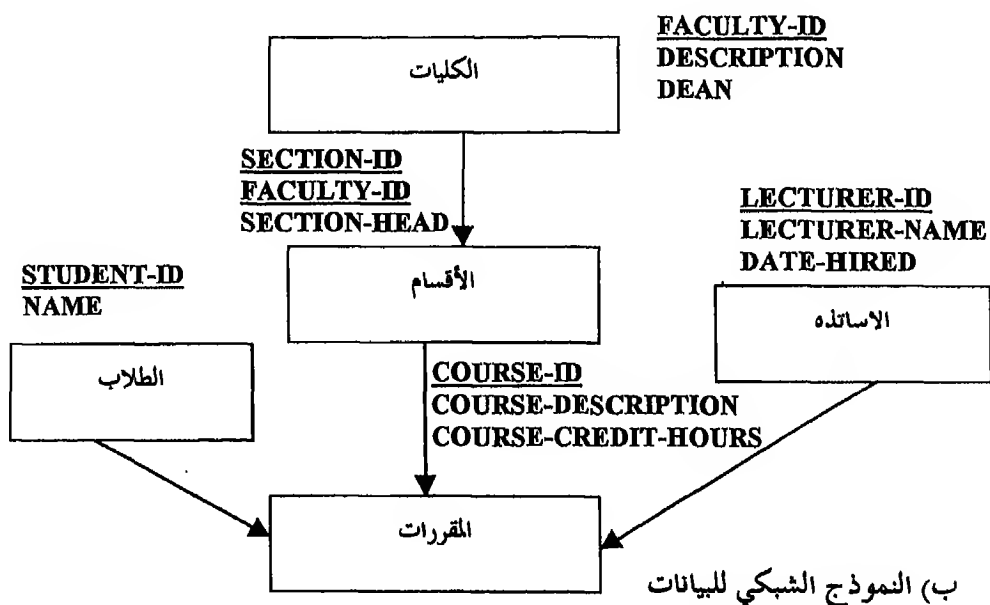 FACULTY-ID
DESCRIPTION
DEAN
الكليات
SECTION-ID
FACULTY-ID
SECTION-HEAD
LECTURER-ID
LECTURER-NAME
DATE-HIRED
STUDENT-ID
NAME
الأقسام
الاساتذه
الطلاب
COURSE-ID
COURSE-DESCRIPTION
COURSE-CREDIT-HOURS
المقررات
ب) النموذج الشبكي للبيانات